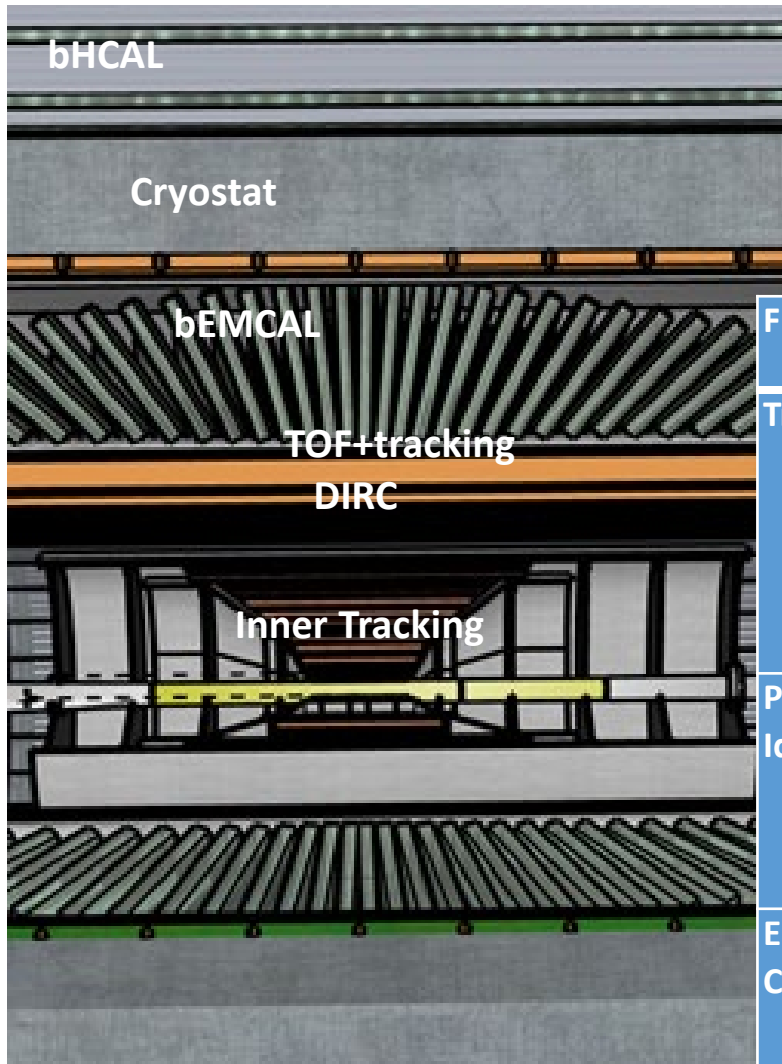 bHCAL
Cryostat
bEMCAL
TOF+tracking
DIRC
Inner Tracking
F
P
E
C